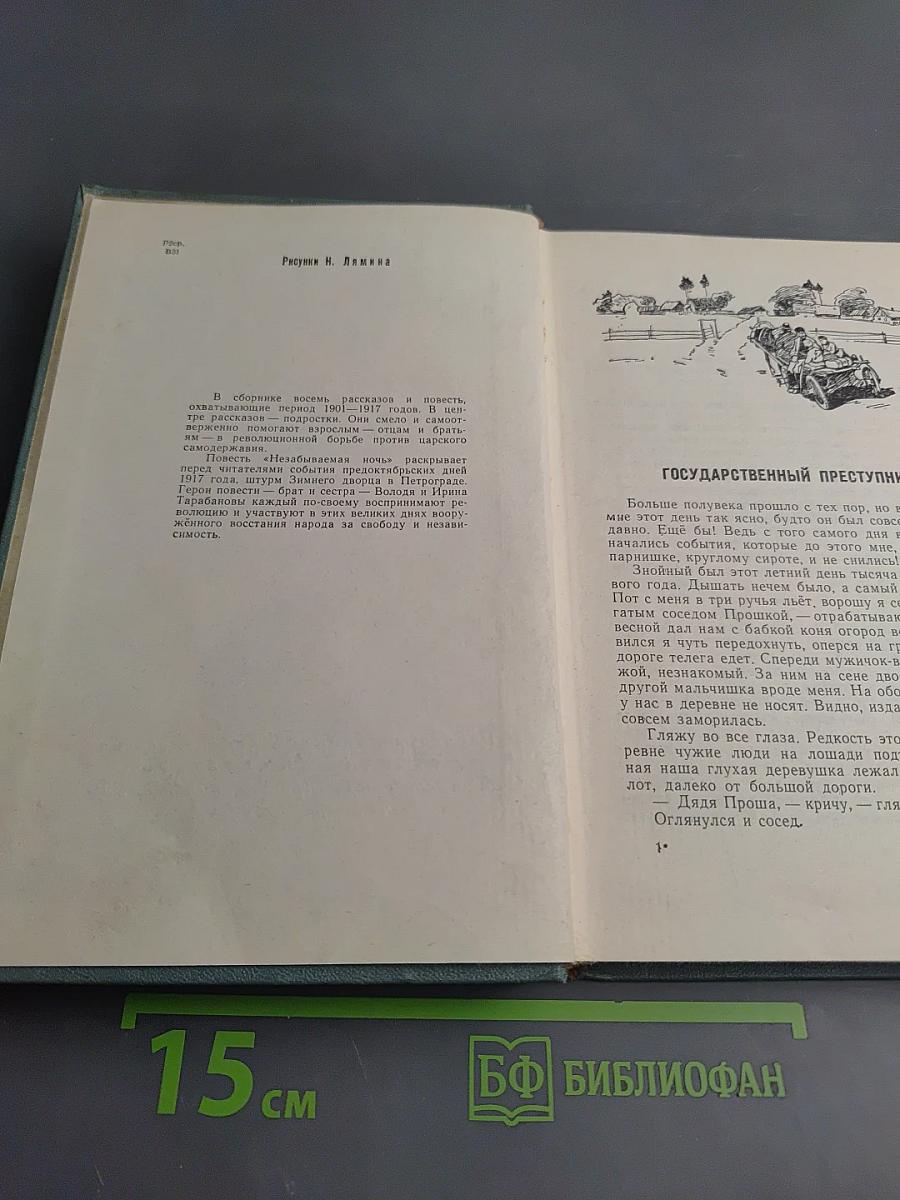 Р2ср.
В31
Рисунки Н. Лямина
В сборнике восемь рассказов и повесть,
охватывающие период 1901—1917 годов. В цен-
тре рассказов — подростки. Они смело и самоот-
верженно помогают взрослым — отцам и брать-
ям — в революционной борьбе против царского
самодержавия.
Повесть «Незабываемая ночь» раскрывает
перед читателями события предоктябрьских дней
1917 года, штурм Зимнего дворца в Петрограде.
Герои повести — брат и сестра — Володя и Ирина
Тарабановы каждый по-своему воспринимают ре-
волюцию и участвуют в этих великих днях воору-
жённого восстания народа за свободу и незави-
симость.
ГОСУДАРСТВЕННЫЙ ПРЕСТУПНИ
Больше полувека прошло с тех пор, но в
мне этот день так ясно, будто он был совсе
давно. Ещё бы! Ведь с того самого дня в
начались события, которые до этого мне,
парнишке, круглому сироте, и не снились!
Знойный был этот летний день тысяча
вого года. Дышать нечем было, а самый
Пот с меня в три ручья льёт, ворошу я се
гатым соседом Прошкой, — отрабатываю
весной дал нам с бабкой коня огород во
вился я чуть передохнуть, оперся на гр
дороге телега едет. Спереди мужичок-в
жой, незнакомый. За ним на сене дво
другой мальчишка вроде меня. На обо
у нас в деревне не носят. Видно, изда
совсем заморилась.
Гляжу во все глаза. Редкость это
ревне чужие люди на лошади подъ
ная наша глухая деревушка лежал
лот, далеко от большой дороги.
— Дядя Проша, — кричу, — гля
Оглянулся и сосед.
1*
15 см
БФ БИБЛИОФАН